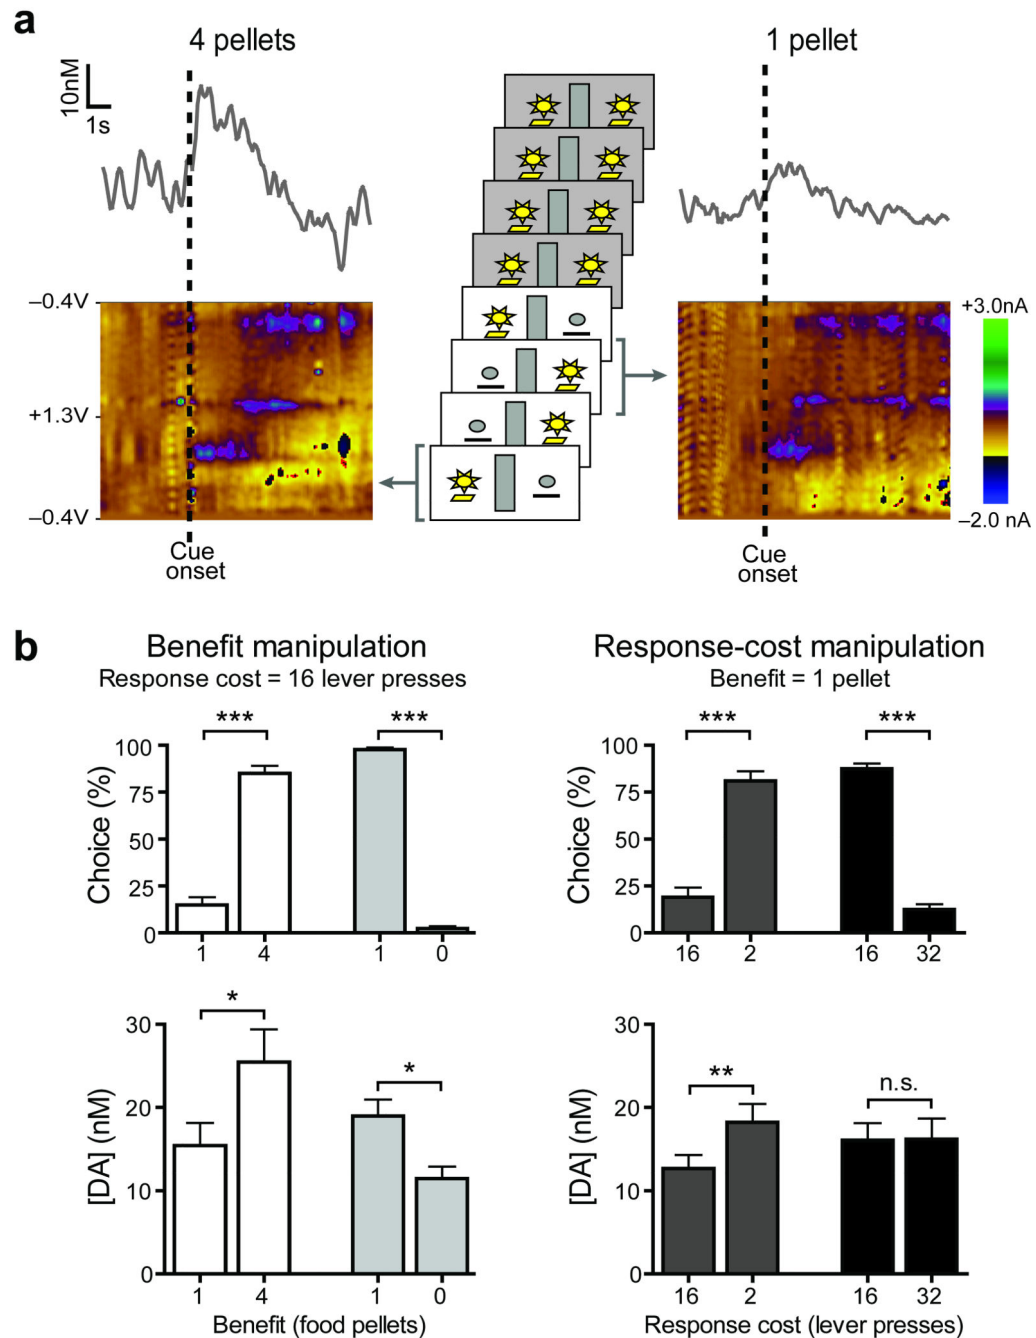 a
4 pellets
1 pellet
10nM
1s
–0.4V
+1.3V
–0.4V
+3.0nA
–2.0 nA
Cue
onset
Cue
onset
b
Benefit manipulation
Response cost = 16 lever presses
Response-cost manipulation
Benefit = 1 pellet
*** ***
*** ***
Choice (%)
100
75
50
25
0
1 4 1 0
Choice (%)
100
75
50
25
0
16 2 16 32
[DA] (nM)
30
20
10
0
* *
1 4 1 0
Benefit (food pellets)
[DA] (nM)
30
20
10
0
** n.s.
16 2 16 32
Response cost (lever presses)